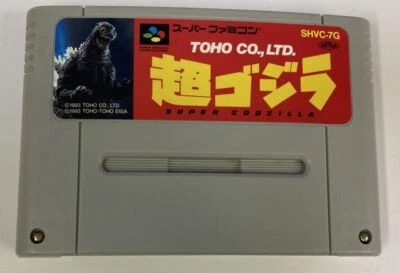 スーパーファミコン
SHVC-7G
TOHO CO., LTD.
超ゴジラ
SUPER GODZILLA
©1993 TOHO CO., LTD.
©1993 TOHO-TOHO EIGA